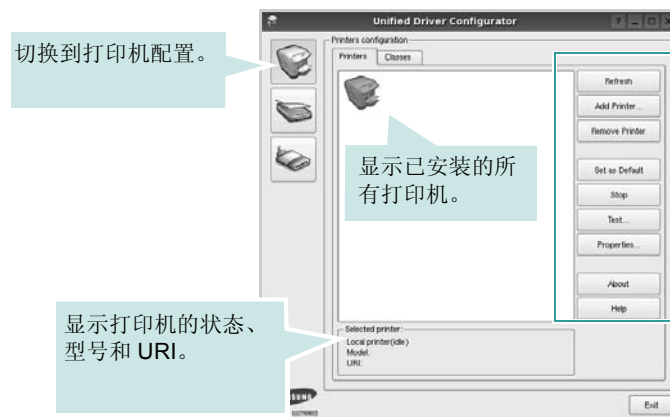 Unified Driver Configurator
切换到打印机配置。
Printers configuration
Printers
Classes
Refresh
Add Printer...
Remove Printer
显示已安装的所
有打印机。
Set as Default
Stop
Test...
Properties...
About
Help
显示打印机的状态、
型号和 URI。
Selected printer:
Local printer(idle)
Model:
URI:
ELECTRONICS
Exit